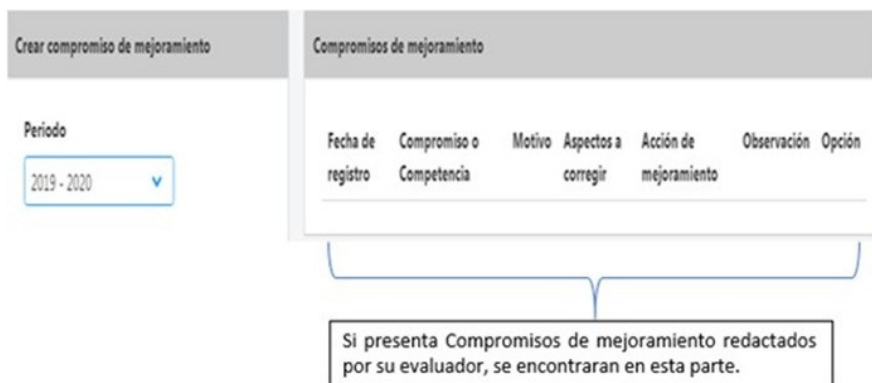 Crear compromiso de mejoramiento
Compromisos de mejoramiento
Periodo
2019 - 2020
Fecha de registro
Compromiso o Competencia
Motivo
Aspectos a corregir
Acción de mejoramiento
Observación
Opción
Si presenta Compromisos de mejoramiento redactados
por su evaluador, se encontraran en esta parte.